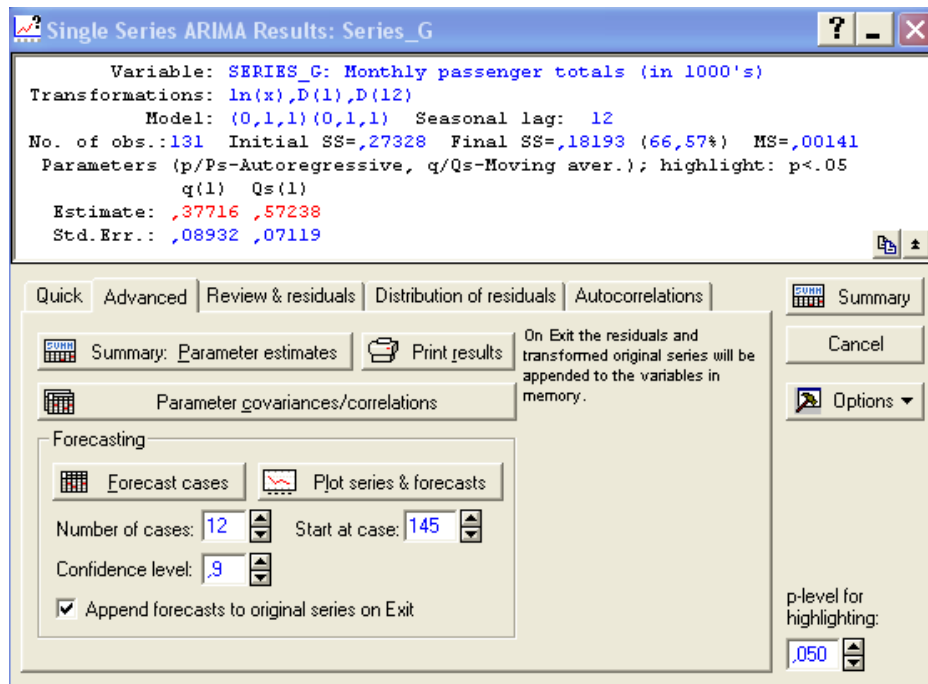 Single Series ARIMA Results: Series_G
Variable: SERIES_G: Monthly passenger totals (in 1000's)
Transformations: ln(x),D(1),D(12)
Model: (0,1,1)(0,1,1) Seasonal lag: 12
No. of obs.:131 Initial SS=,27328 Final SS=,18193 (66,57%) MS=,00141
Parameters (p/Ps-Autoregressive, q/Qs-Moving aver.); highlight: p<.05
q(1) Qs(1)
Estimate: ,37716 ,57238
Std.Err.: ,08932 ,07119
Quick Advanced Review & residuals Distribution of residuals Autocorrelations
Summary
Cancel
Options
SUMM Summary: Parameter estimates
Print results
On Exit the residuals and
transformed original series will be
appended to the variables in
memory.
Parameter covariances/correlations
Forecasting
Forecast cases Plot series & forecasts
Number of cases: 12 Start at case: 145
Confidence level: ,9
Append forecasts to original series on Exit
p-level for
highlighting:
,050